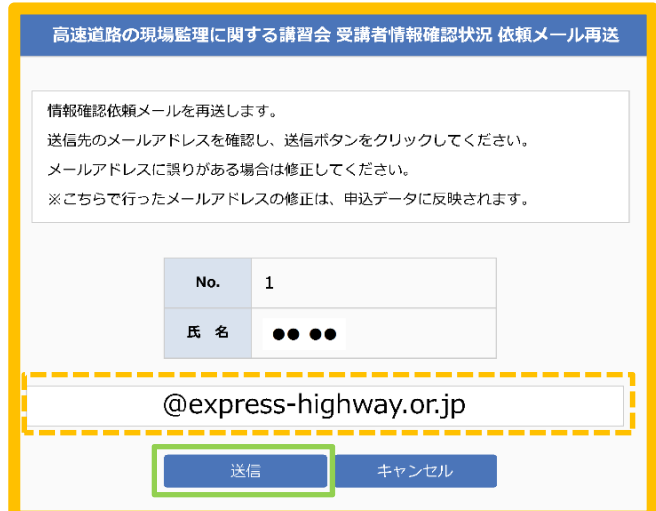 高速道路の現場監理に関する講習会 受講者情報確認状況 依頼メール再送
情報確認依頼メールを再送します。
送信先のメールアドレスを確認し、送信ボタンをクリックしてください。
メールアドレスに誤りがある場合は修正してください。
※こちらで行ったメールアドレスの修正は、申込データに反映されます。
No. 1
氏 名 ●● ●●
@express-highway.or.jp
送信 キャンセル